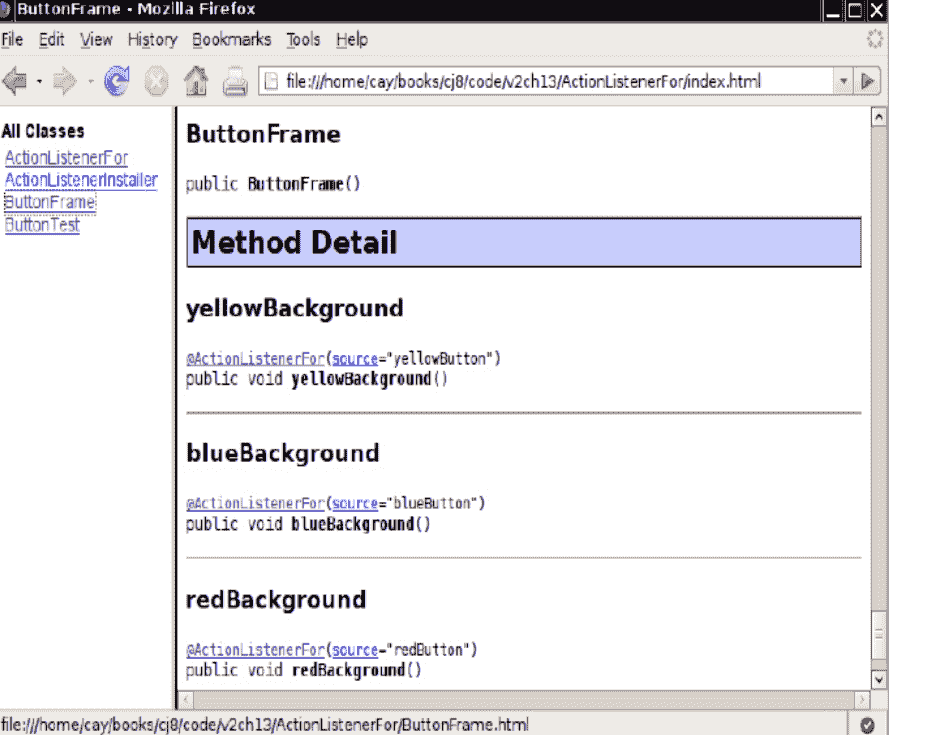 ButtonFrame - Mozilla Firefox
File Edit View History Bookmarks Tools Help
file:///home/cay/books/cj8/code/v2ch13/ActionListenerFor/index.html
All Classes
ActionListenerFor
ActionListenerInstaller
ButtonFrame
ButtonTest
ButtonFrame
public ButtonFrame()
Method Detail
yellowBackground
@ActionListenerFor(source="yellowButton")
public void yellowBackground()
blueBackground
@ActionListenerFor(source="blueButton")
public void blueBackground()
redBackground
@ActionListenerFor(source="redButton")
public void redBackground()
file:///home/cay/books/cj8/code/v2ch13/ActionListenerFor/ButtonFrame.html